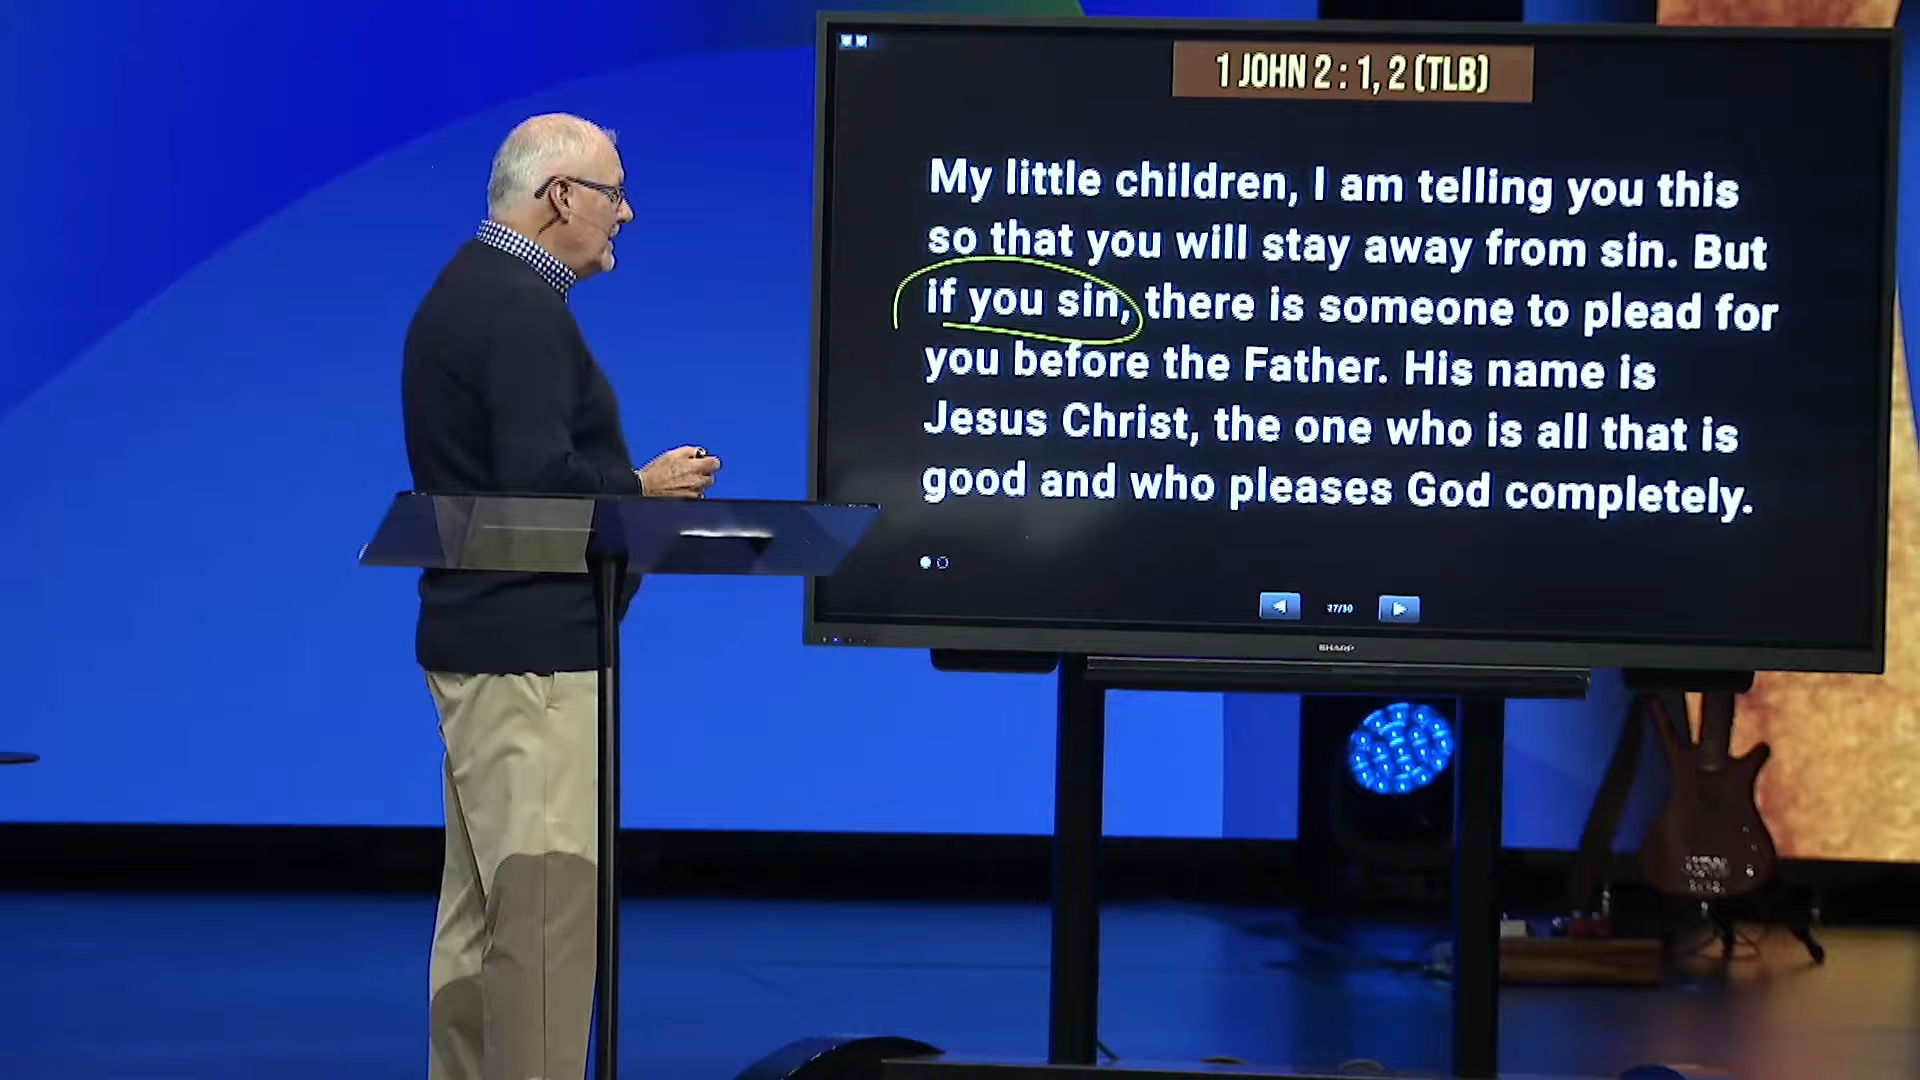 1 JOHN 2 : 1, 2 (TLB)
My little children, I am telling you this
so that you will stay away from sin. But
if you sin, there is someone to plead for
you before the Father. His name is
Jesus Christ, the one who is all that is
good and who pleases God completely.
27/30
SHARP